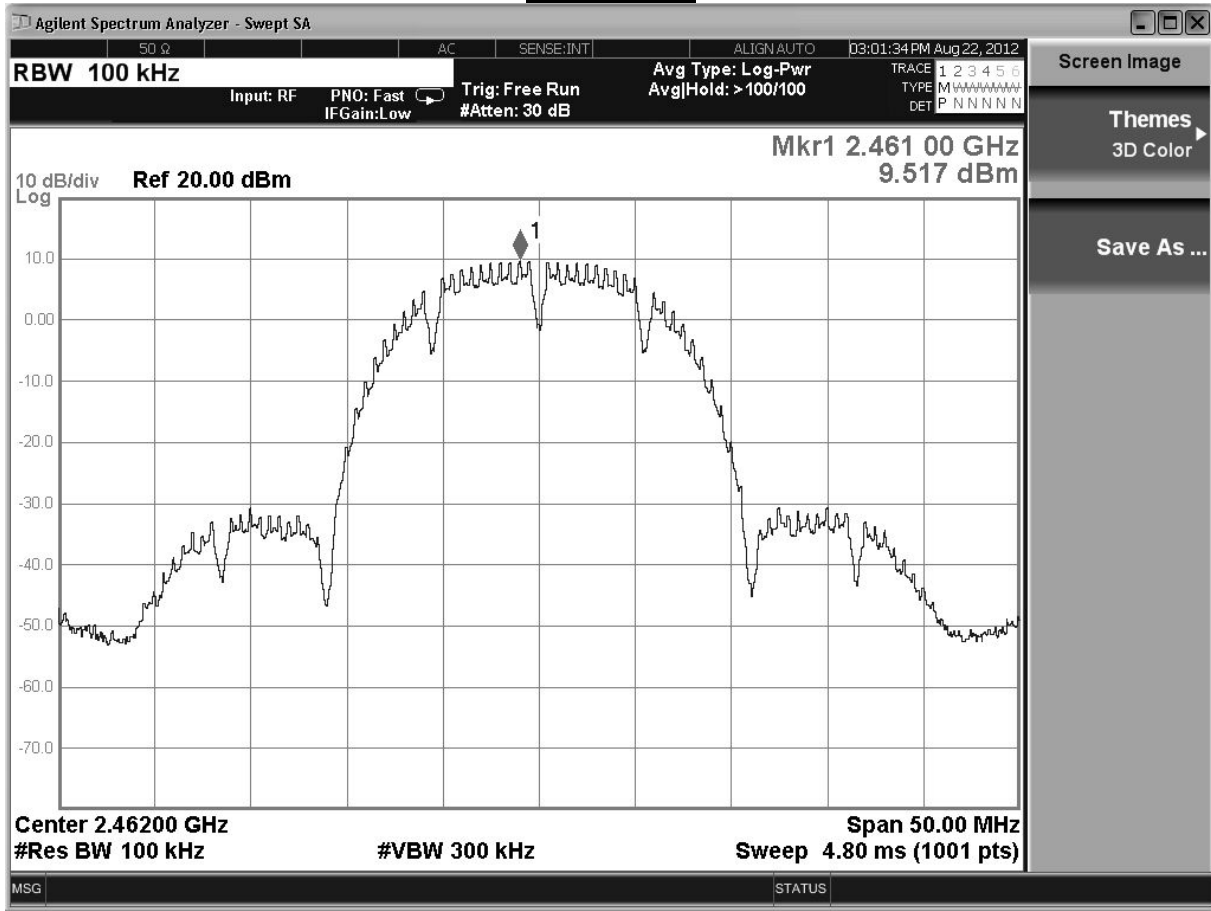 Agilent Spectrum Analyzer - Swept SA
50 Ω AC SENSE:INT ALIGN AUTO 03:01:34 PM Aug 22, 2012
RBW 100 kHz
Input: RF PNO: Fast IFGain:Low
Trig: Free Run
#Atten: 30 dB
Avg Type: Log-Pwr
Avg|Hold: >100/100
TRACE 1 2 3 4 5 6
TYPE M W W W W W
DET P N N N N N
Screen Image
Themes
3D Color
Save As ...
Mkr1 2.461 00 GHz
9.517 dBm
10 dB/div Ref 20.00 dBm
Log
1
10.0
0.00
-10.0
-20.0
-30.0
-40.0
-50.0
-60.0
-70.0
Center 2.46200 GHz Span 50.00 MHz
#Res BW 100 kHz #VBW 300 kHz Sweep 4.80 ms (1001 pts)
MSG STATUS